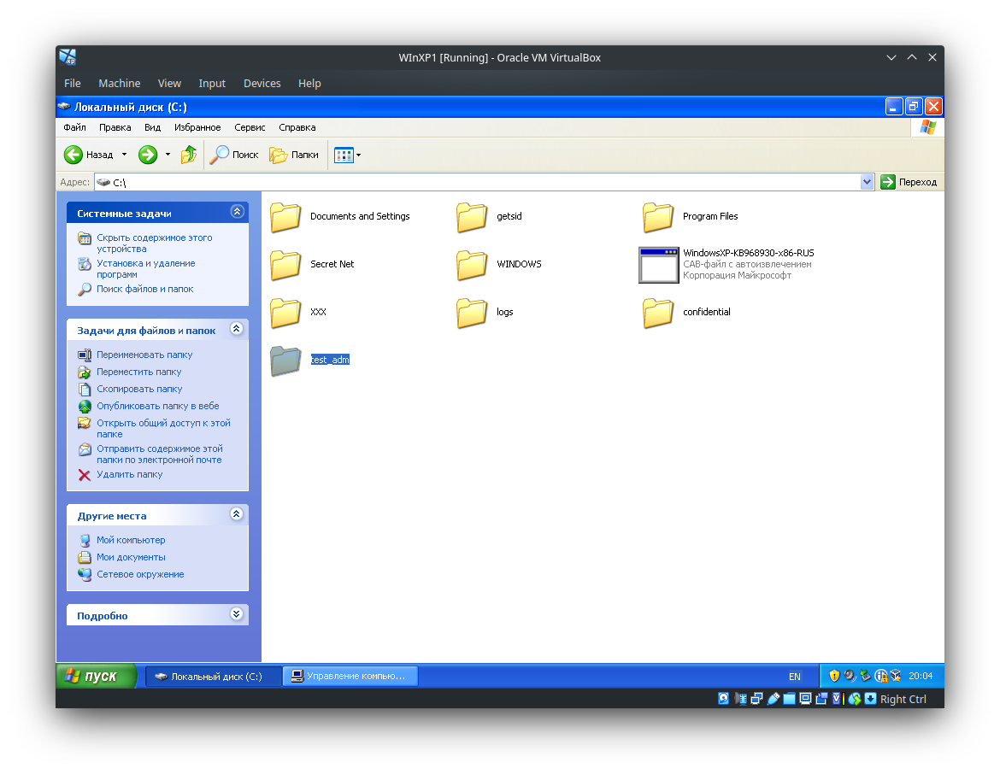 WInXP1 [Running] - Oracle VM VirtualBox
File Machine View Input Devices Help
Локальный диск (C:)
Файл Правка Вид Избранное Сервис Справка
Назад Поиск Папки
Адрес: C:\ Переход
Системные задачи
Скрыть содержимое этого
устройства
Установка и удаление
программ
Поиск файлов и папок
Задачи для файлов и папок
Переименовать папку
Переместить папку
Скопировать папку
Опубликовать папку в вебе
Открыть общий доступ к этой
папке
Отправить содержимое этой
папки по электронной почте
Удалить папку
Другие места
Мой компьютер
Мои документы
Сетевое окружение
Подробно
Documents and Settings
getsid
Program Files
Secret Net
WINDOWS
WindowsXP-KB968930-x86-RUS
CAB-файл с автоизвлечением
Корпорация Майкрософт
XXX
logs
confidential
test_adm
пуск Локальный диск (C:) Управление компью... EN 20:04
Right Ctrl